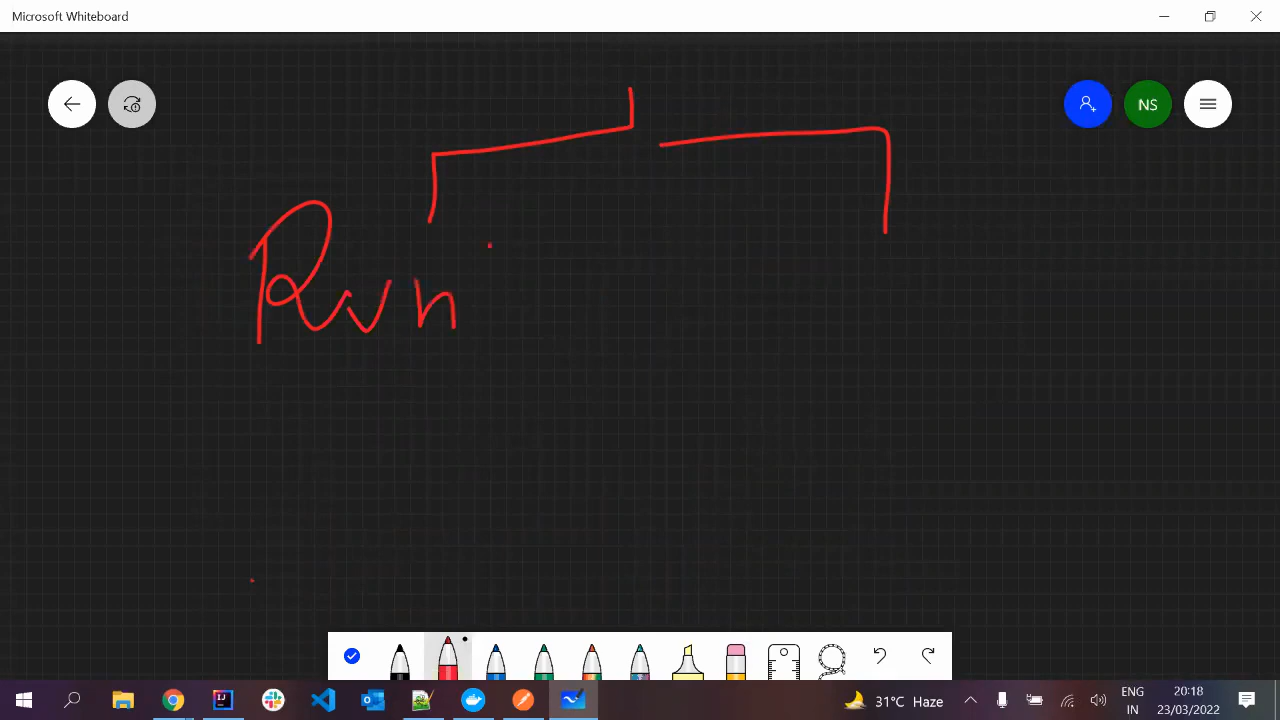 Microsoft Whiteboard
NS
Run
31°C Haze
ENG
IN
20:18
23/03/2022